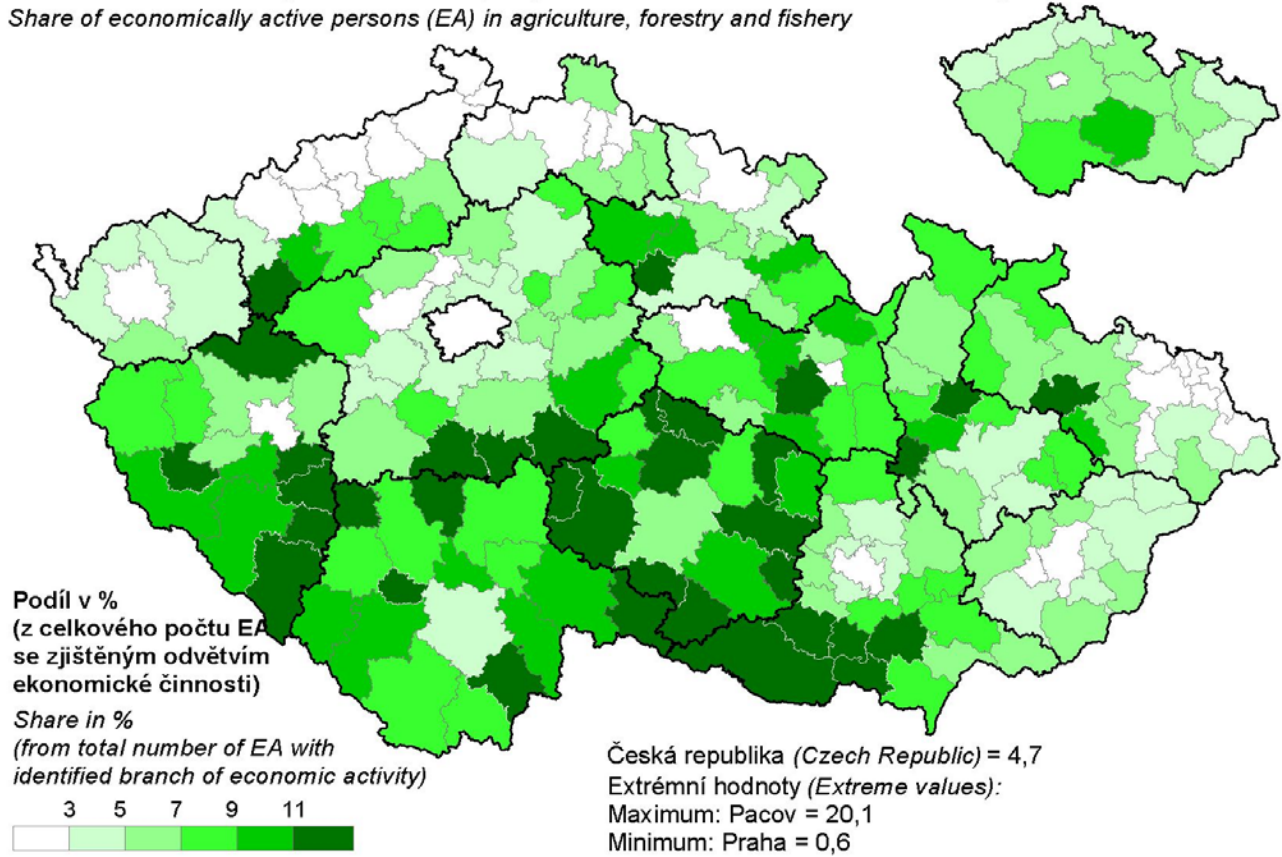 Share of economically active persons (EA) in agriculture, forestry and fishery
Podíl v %
(z celkového počtu EA
se zjištěným odvětvím
ekonomické činnosti)
Share in %
(from total number of EA with
identified branch of economic activity)
3 5 7 9 11
Česká republika (Czech Republic) = 4,7
Extrémní hodnoty (Extreme values):
Maximum: Pacov = 20,1
Minimum: Praha = 0,6